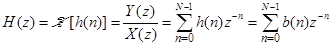 H(z) = 𝒵[h(n)] = Y(z)/X(z) = ∑_{n=0}^{N-1} h(n)z^{-n} = ∑_{n=0}^{N-1} b(n)z^{-n}